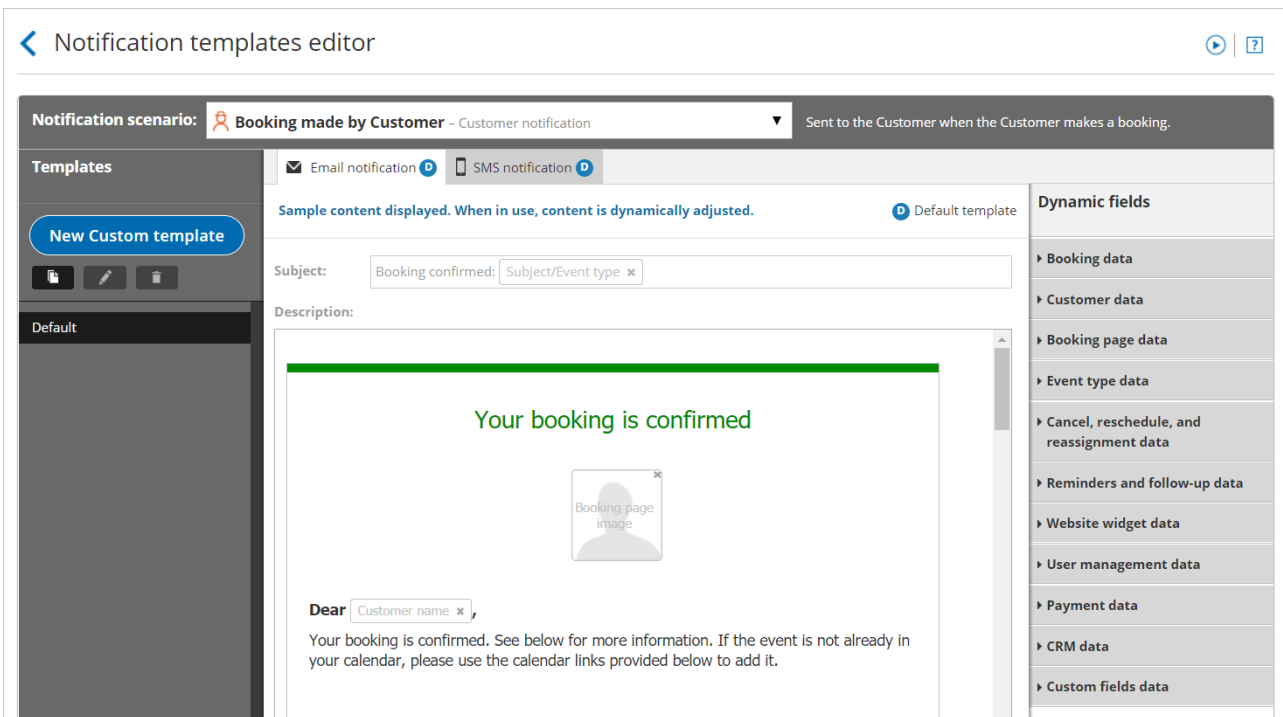 Notification templates editor
?
Notification scenario: Booking made by Customer – Customer notification ▼ Sent to the Customer when the Customer makes a booking.
Templates
Email notification D SMS notification D
Sample content displayed. When in use, content is dynamically adjusted. D Default template
Dynamic fields
New Custom template
Subject: Booking confirmed: Subject/Event type ×
Description:
Default
Your booking is confirmed
Booking page
image
Dear Customer name × ,
Your booking is confirmed. See below for more information. If the event is not already in
your calendar, please use the calendar links provided below to add it.
Booking data
Customer data
Booking page data
Event type data
Cancel, reschedule, and
reassignment data
Reminders and follow-up data
Website widget data
User management data
Payment data
CRM data
Custom fields data